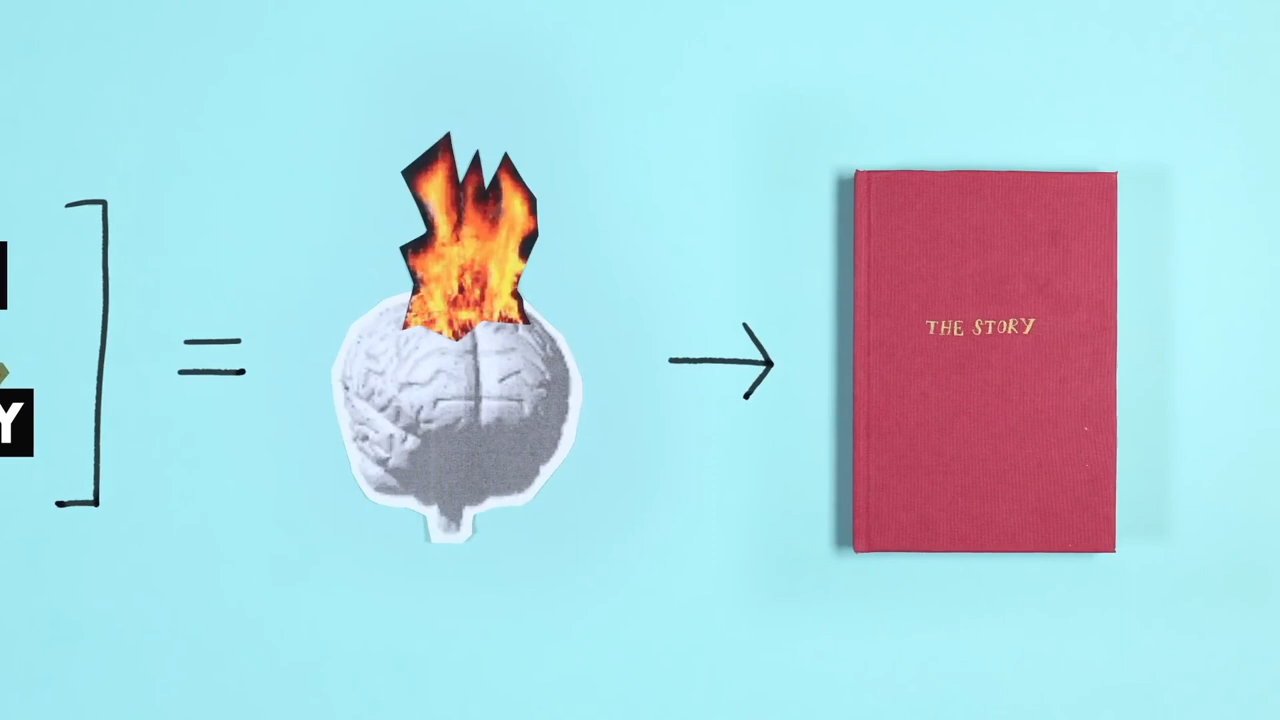 Y
=
THE STORY